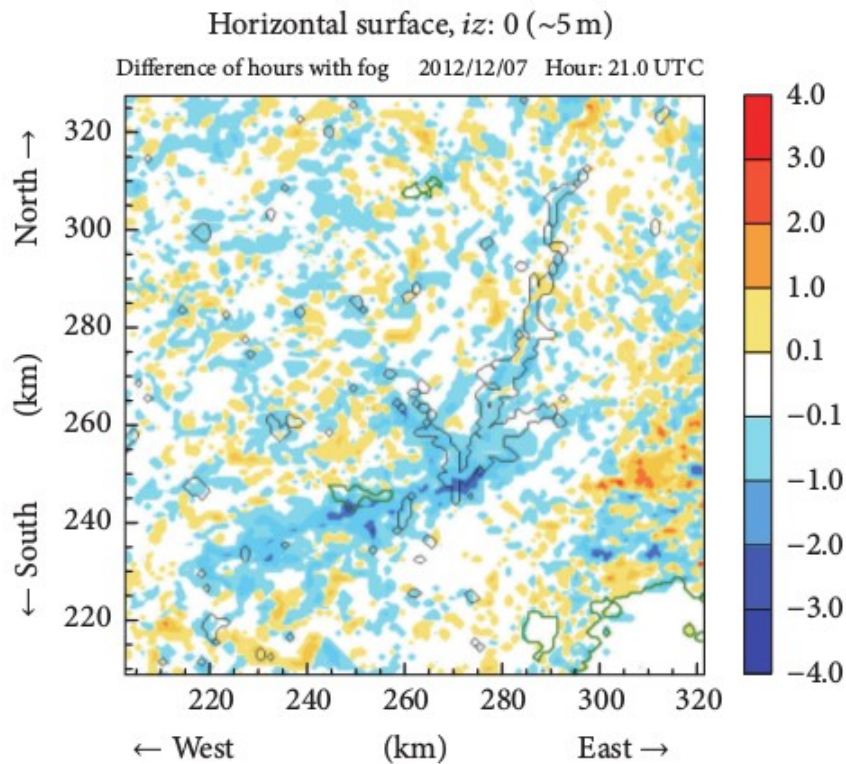 Horizontal surface, iz: 0 (~5 m)
Difference of hours with fog 2012/12/07 Hour: 21.0 UTC
North →
(km)
← South
320
300
280
260
240
220
220 240 260 280 300 320
← West (km) East →
4.0
3.0
2.0
1.0
0.1
−0.1
−1.0
−2.0
−3.0
−4.0